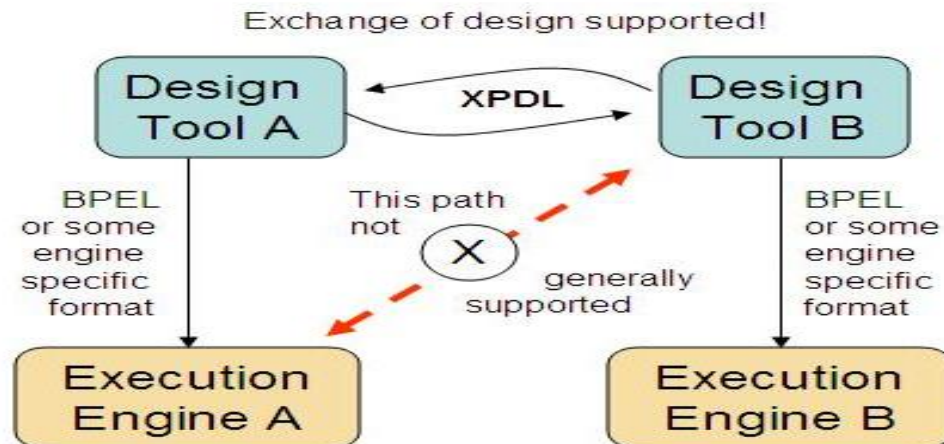 Exchange of design supported!
Design
Tool A
XPDL
Design
Tool B
BPEL
or some
engine
specific
format
This path
not
X
generally
supported
BPEL
or some
engine
specific
format
Execution
Engine A
Execution
Engine B